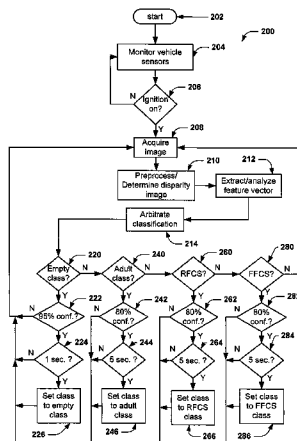 start
202
200
Monitor vehicle
sensors
204
Ignition
on?
206
N
Y
208
Acquire
image
210
212
Preprocess/
Determine disparity
image
Extract/analyze
feature vector
Arbitrate
classification
214
220
240
260
280
Empty
class?
N
Adult
class?
N
RFCS?
N
FFCS?
N
Y
Y
Y
Y
222
242
262
282
N
conf.?
N
80%
conf.?
N
80%
conf.?
N
80%
conf.?
Y
Y
Y
Y
224
244
264
284
N
1 sec. ?
N
5 sec. ?
N
5 sec. ?
N
5 sec. ?
Y
Y
Y
Y
Set class
to empty
class
Set class
to adult
class
Set class
to RFCS
class
Set class
to FFCS
class
226
246
266
286